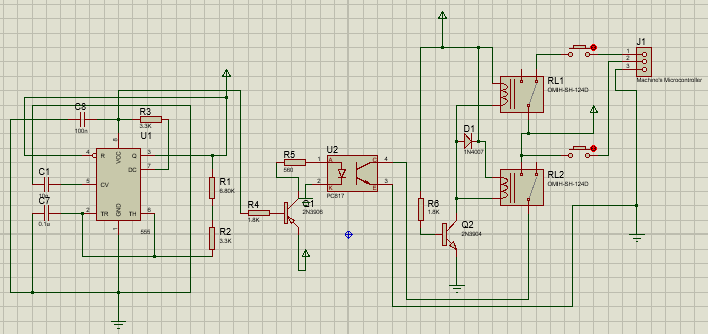 J1
1
2
3
Machine's Microcontroller
RL1
OMIH-SH-124D
C8
100n
R3
3.3K
U1
8
VCC
4
R
Q
3
DC
7
D1
1N4007
U2
R5
560
1
A
C
4
2
K
E
3
PC817
RL2
OMIH-SH-124D
C1
5
CV
R1
6.80K
C7
0.1u
2
TR
GND
TH
6
1
555
R4
1.8K
Q1
2N3906
R6
1.8K
Q2
2N3904
R2
3.3K